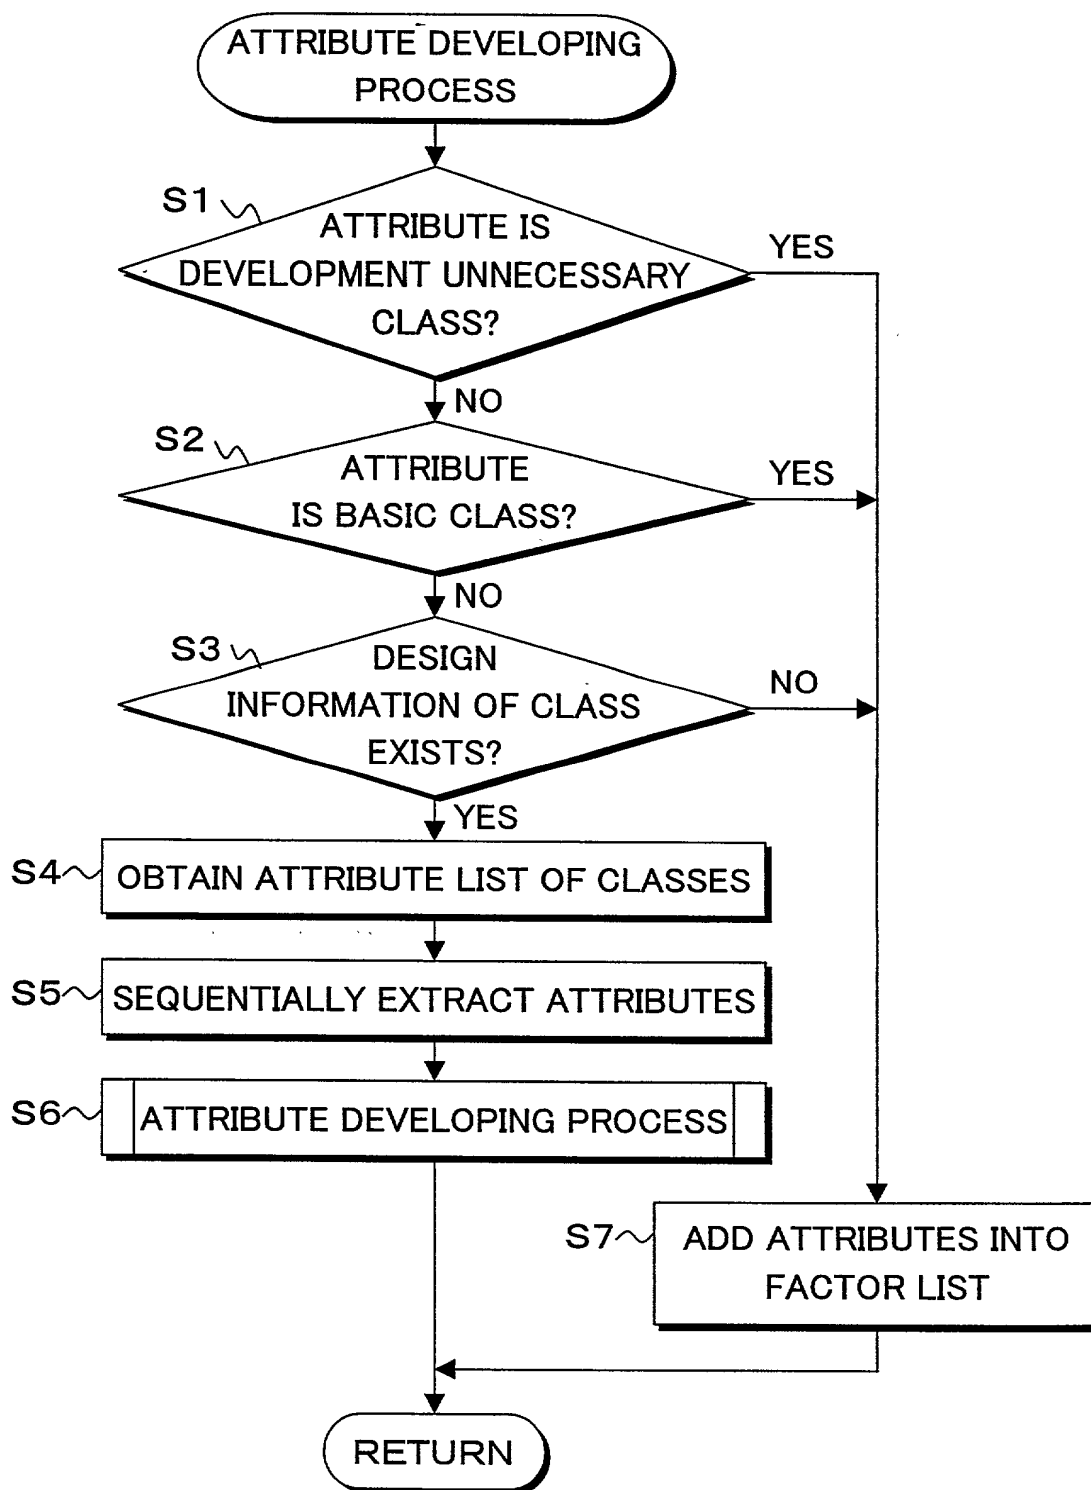 ATTRIBUTE DEVELOPING
PROCESS
S1
ATTRIBUTE IS
DEVELOPMENT UNNECESSARY
CLASS?
YES
NO
S2
ATTRIBUTE
IS BASIC CLASS?
YES
NO
S3
DESIGN
INFORMATION OF CLASS
EXISTS?
NO
YES
S4
OBTAIN ATTRIBUTE LIST OF CLASSES
S5
SEQUENTIALLY EXTRACT ATTRIBUTES
S6
ATTRIBUTE DEVELOPING PROCESS
S7
ADD ATTRIBUTES INTO
FACTOR LIST
RETURN